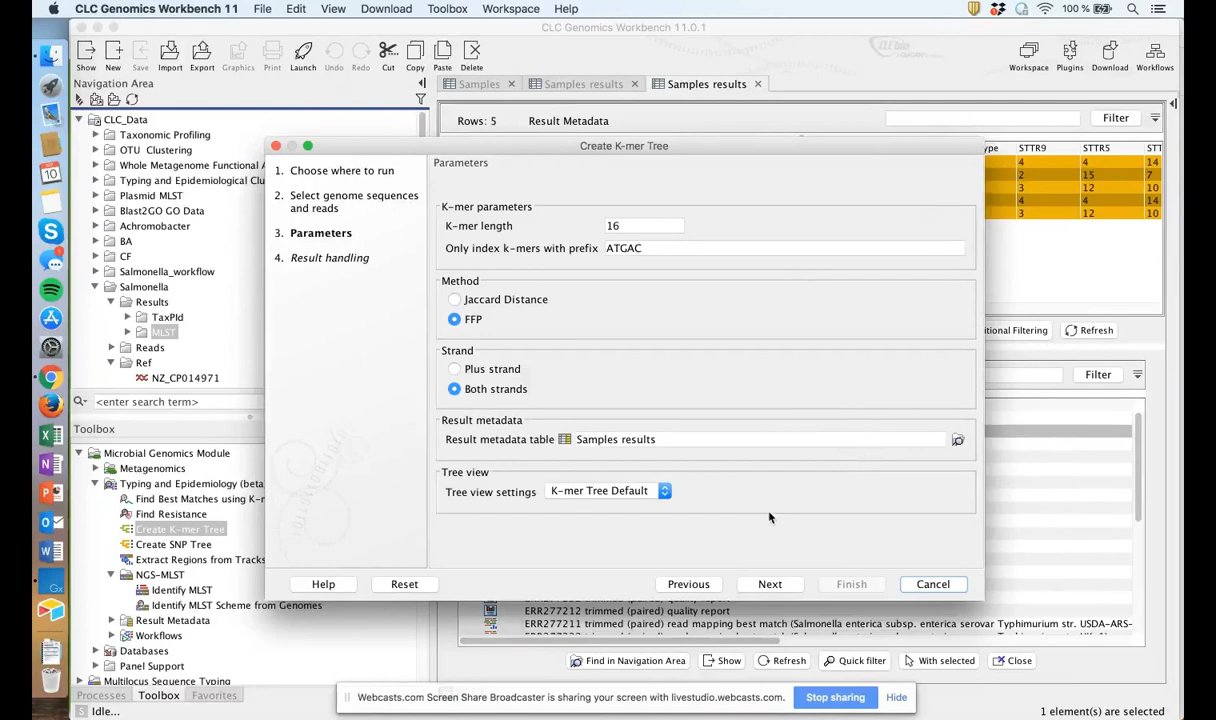 CLC Genomics Workbench 11 File Edit View Download Toolbox Workspace Help 100 %
CLC Genomics Workbench 11.0.1
Show New Save Import Export Graphics Print Launch Undo Redo Cut Copy Paste Delete Workspace Plugins Download Workflows
Navigation Area
Samples Samples results Samples results
CLC_Data
Taxonomic Profiling
OTU Clustering
Whole Metagenome Functional A
Typing and Epidemiological Clus
Plasmid MLST
Blast2GO GO Data
Achromobacter
BA
CF
Salmonella_workflow
Salmonella
Results
TaxPId
MLST
Reads
Ref
NZ_CP014971
<enter search term>
Toolbox
Microbial Genomics Module
Metagenomics
Typing and Epidemiology (beta
Find Best Matches using K-m
Find Resistance
Create K-mer Tree
Create SNP Tree
Extract Regions from Tracks
NGS-MLST
Identify MLST
Identify MLST Scheme from Genomes
Result Metadata
Workflows
Databases
Panel Support
Multilocus Sequence Typing
Processes Toolbox Favorites
Idle...
Rows: 5 Result Metadata Filter
ype STTR9 STTR5 STT
4 4 14
2 15 7
3 12 10
4 4 14
3 12 10
itional Filtering Refresh
Filter
Create K-mer Tree
1. Choose where to run
2. Select genome sequences and reads
3. Parameters
4. Result handling
Parameters
K-mer parameters
K-mer length 16
Only index k-mers with prefix ATGAC
Method
Jaccard Distance
FFP
Strand
Plus strand
Both strands
Result metadata
Result metadata table Samples results
Tree view
Tree view settings K-mer Tree Default
Help Reset Previous Next Finish Cancel
ERR277212 trimmed (paired) quality report
ERR277211 trimmed (paired) read mapping best match (Salmonella enterica subsp. enterica serovar Typhimurium str. USDA-ARS-
Find in Navigation Area Show Refresh Quick filter With selected Close
Webcasts.com Screen Share Broadcaster is sharing your screen with livestudio.webcasts.com. Stop sharing Hide
1 element(s) are selected